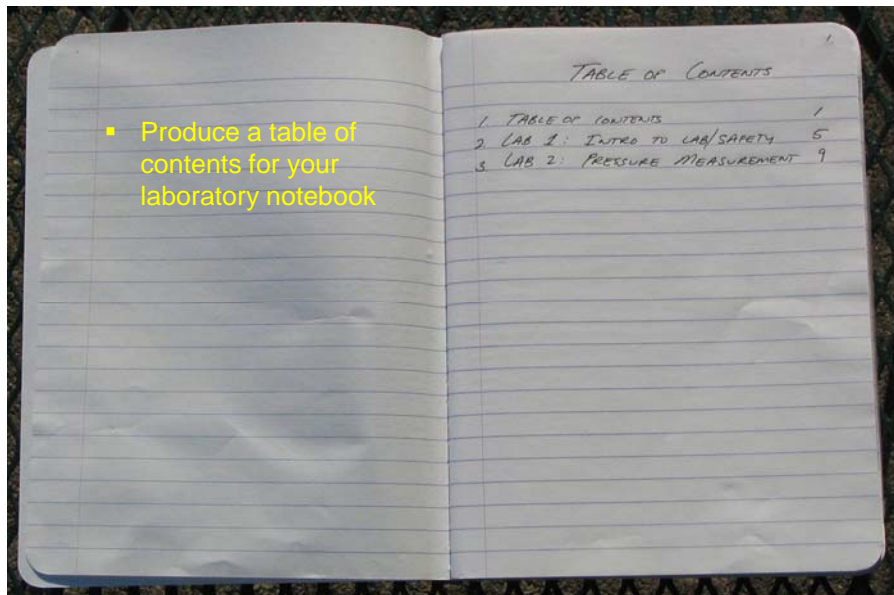 ▪ Produce a table of
contents for your
laboratory notebook
1.
TABLE OF CONTENTS
1. TABLE OF CONTENTS 1
2 LAB 1: INTRO TO LAB/SAFETY 5
3. LAB 2: PRESSURE MEASUREMENT 9